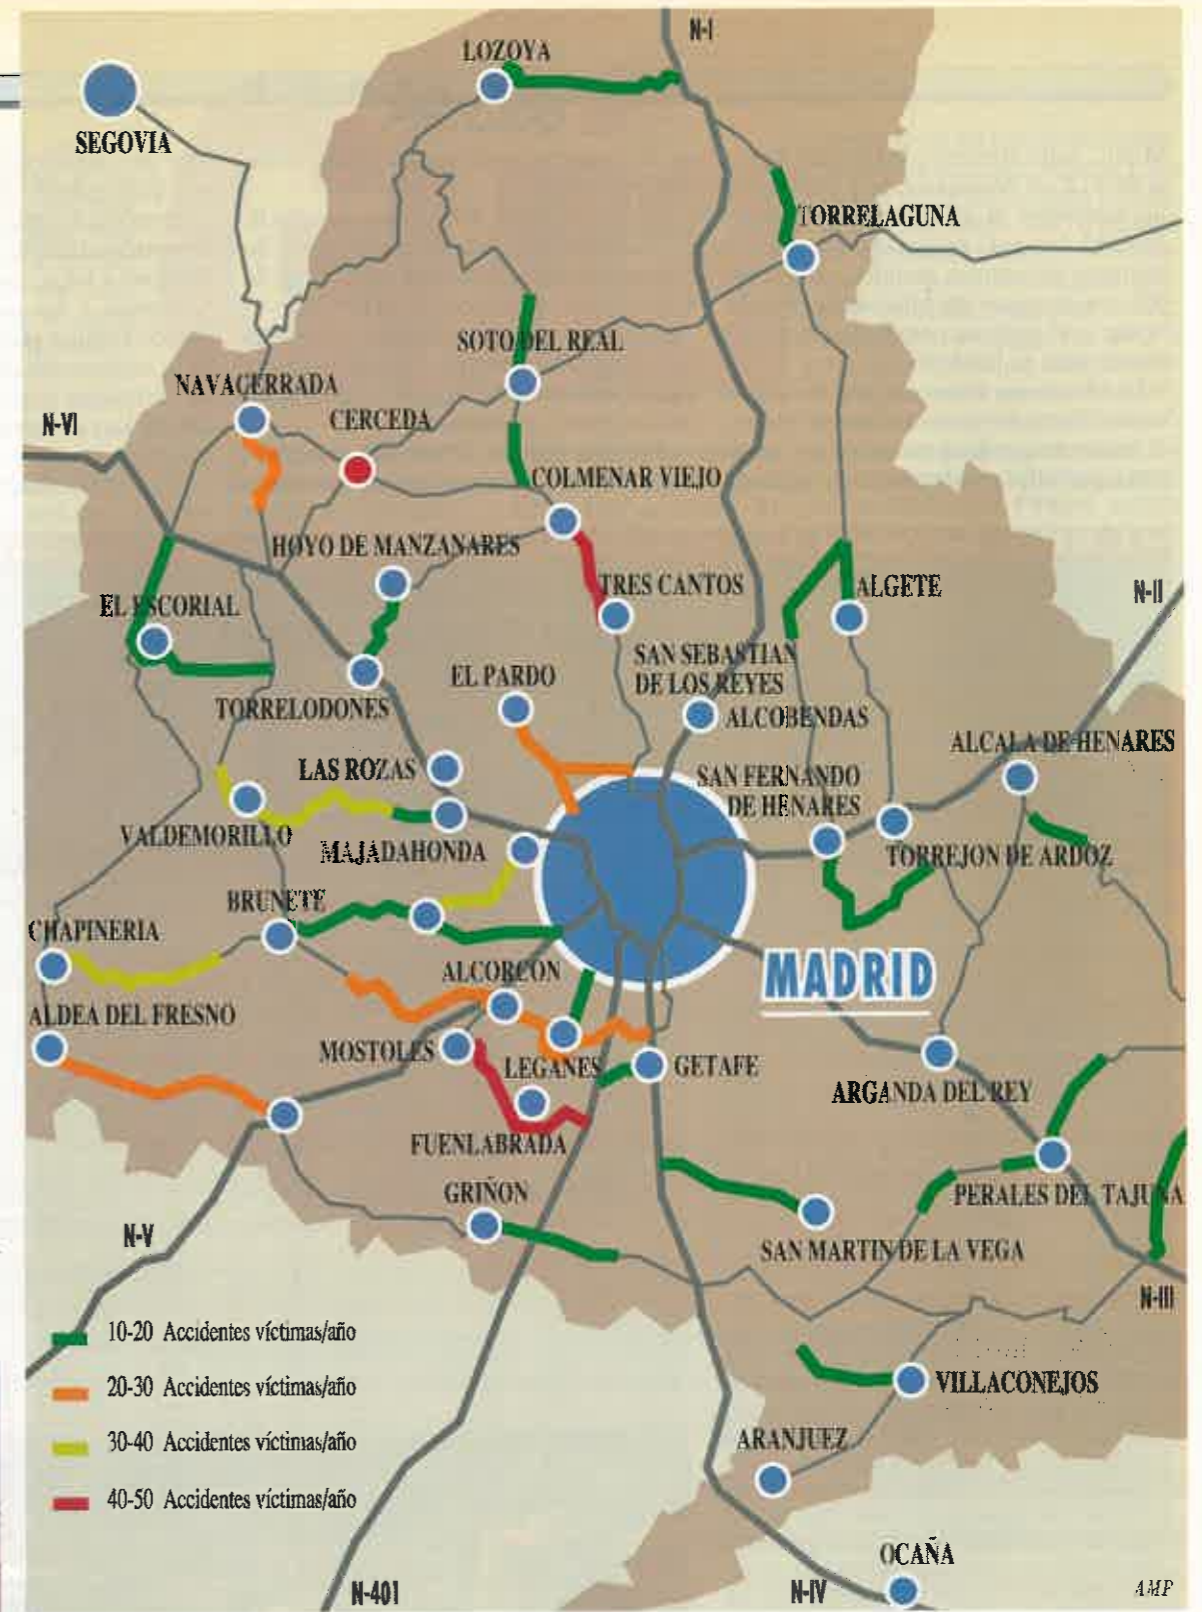 N-I
LOZOYA
SEGOVIA
TORRELAGUNA
SOTO DEL REAL
NAVACERRADA
CERCEDA
N-VI
COLMENAR VIEJO
HOYO DE MANZANARES
TRES CANTOS
ALGETE
N-II
EL ESCORIAL
SAN SEBASTIAN
DE LOS REYES
EL PARDO
TORRELODONES
ALCOBENDAS
ALCALA DE HENARES
LAS ROZAS
SAN FERNANDO
DE HENARES
VALDEMORILLO
MAJADAHONDA
TORREJON DE ARDOZ
BRUNETE
CHAPINERIA
ALCORCON
MADRID
ALDEA DEL FRESNO
MOSTOLES
LEGANES
GETAFE
ARGANDA DEL REY
FUENLABRADA
GRIÑON
PERALES DEL TAJUNA
N-V
SAN MARTIN DE LA VEGA
N-III
10-20 Accidentes víctimas/año
20-30 Accidentes víctimas/año
30-40 Accidentes víctimas/año
40-50 Accidentes víctimas/año
VILLACONEJOS
ARANJUEZ
OCAÑA
N-401
N-IV
AMP